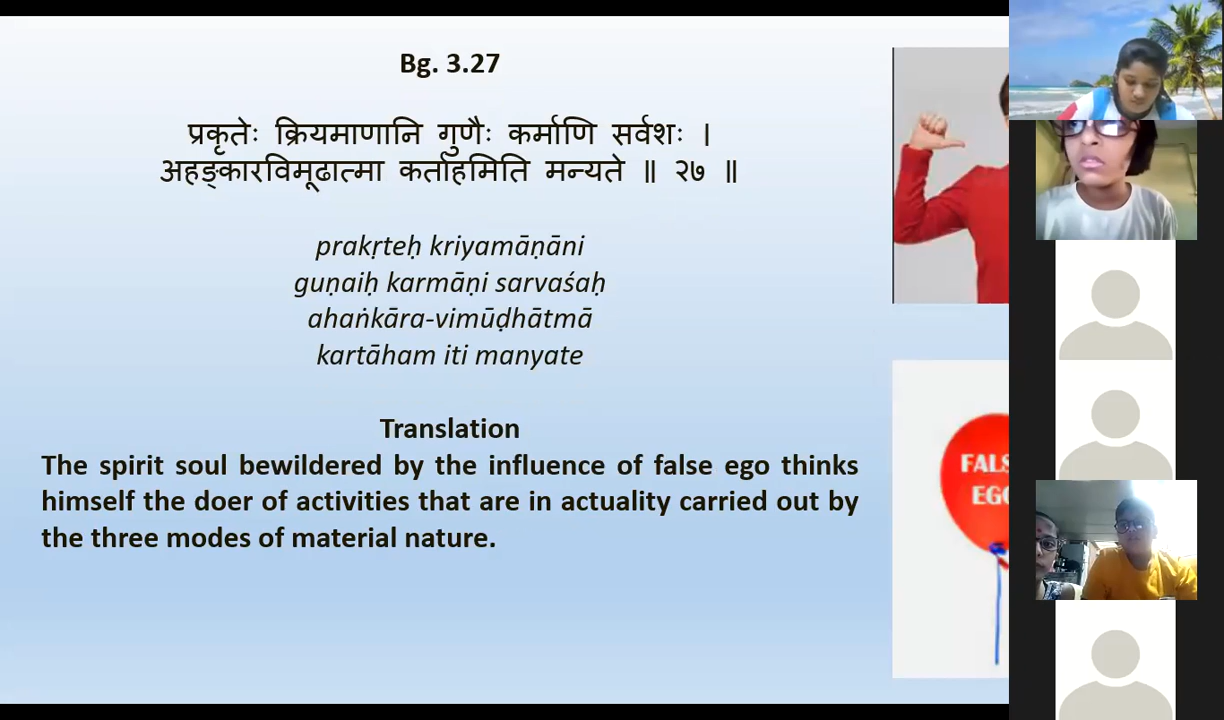 Bg. 3.27
प्रकृतेः क्रियमाणानि गुणैः कर्माणि सर्वशः ।
अहङ्कारविमूढात्मा कर्ताहमिति मन्यते ॥ २७ ॥
prakṛteḥ kriyamāṇāni
guṇaiḥ karmāṇi sarvaśaḥ
ahaṅkāra-vimūḍhātmā
kartāham iti manyate
Translation
The spirit soul bewildered by the influence of false ego thinks
himself the doer of activities that are in actuality carried out by
the three modes of material nature.